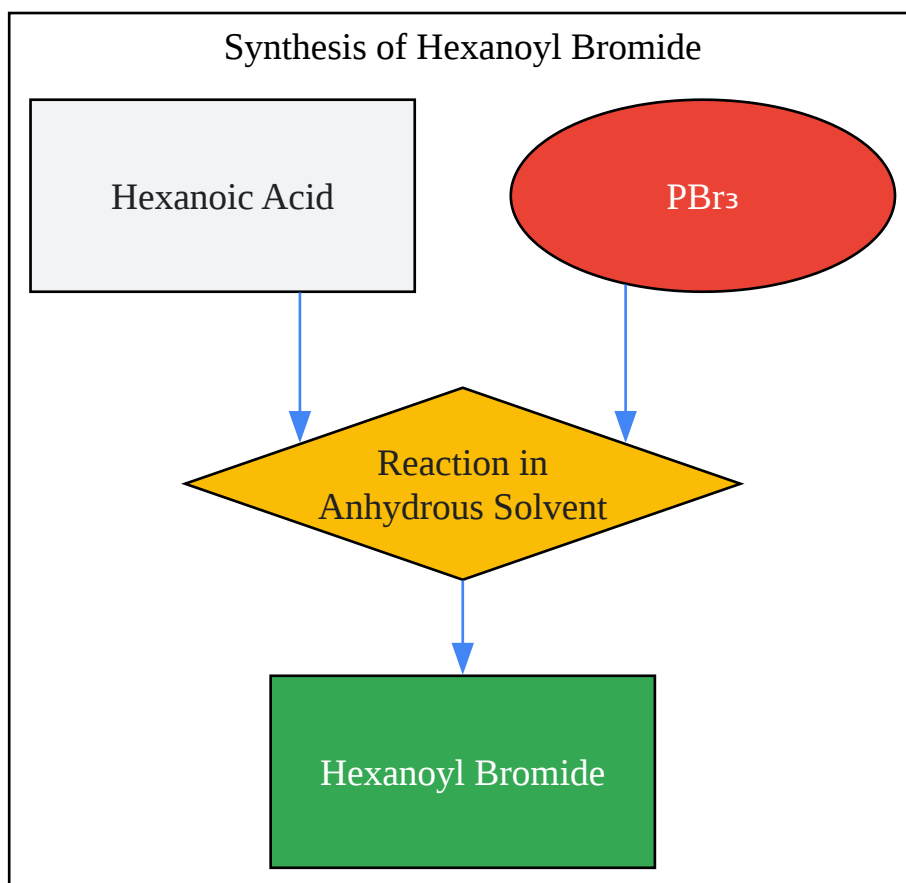 Synthesis of Hexanoyl Bromide
Hexanoic Acid
PBr₃
Reaction in
Anhydrous Solvent
Hexanoyl Bromide